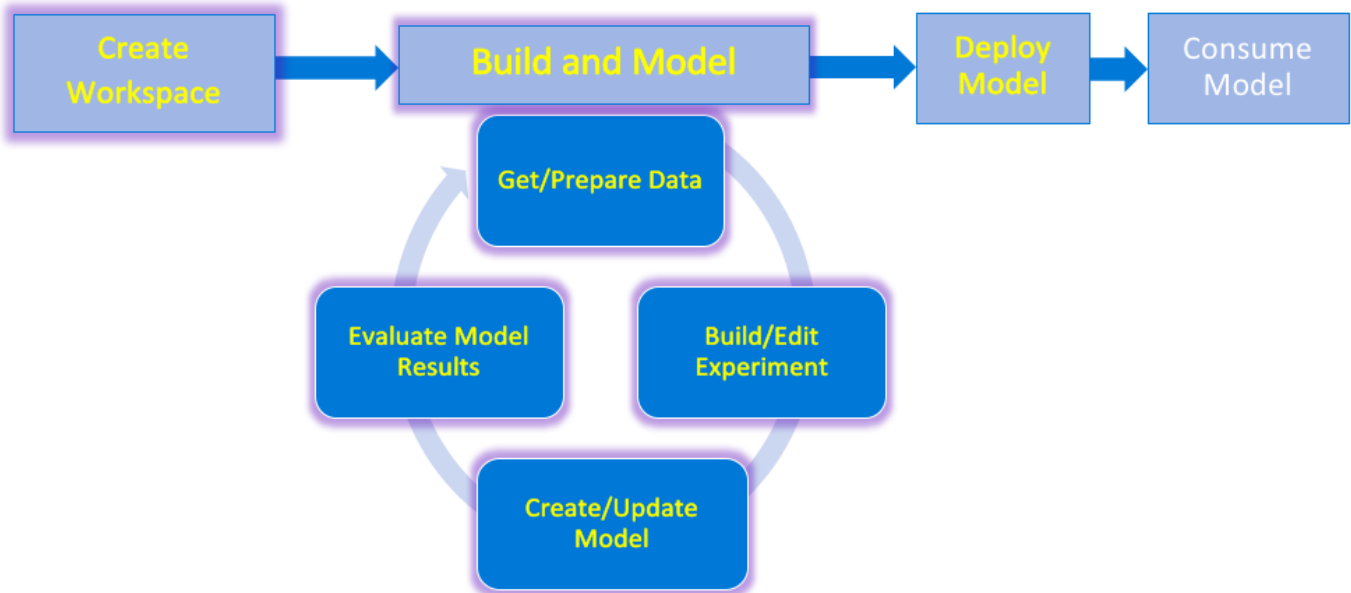 Create
Workspace
Build and Model
Deploy
Model
Consume
Model
Get/Prepare Data
Evaluate Model
Results
Build/Edit
Experiment
Create/Update
Model